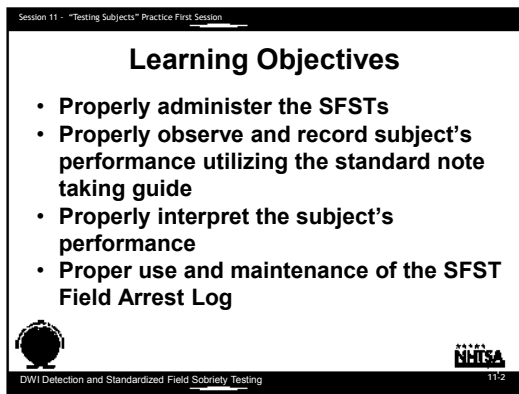 Session 11 - "Testing Subjects" Practice First Session
Learning Objectives
• Properly administer the SFSTs
• Properly observe and record subject's
performance utilizing the standard note
taking guide
• Properly interpret the subject's
performance
• Proper use and maintenance of the SFST
Field Arrest Log
NHTSA
DWI Detection and Standardized Field Sobriety Testing
11-2